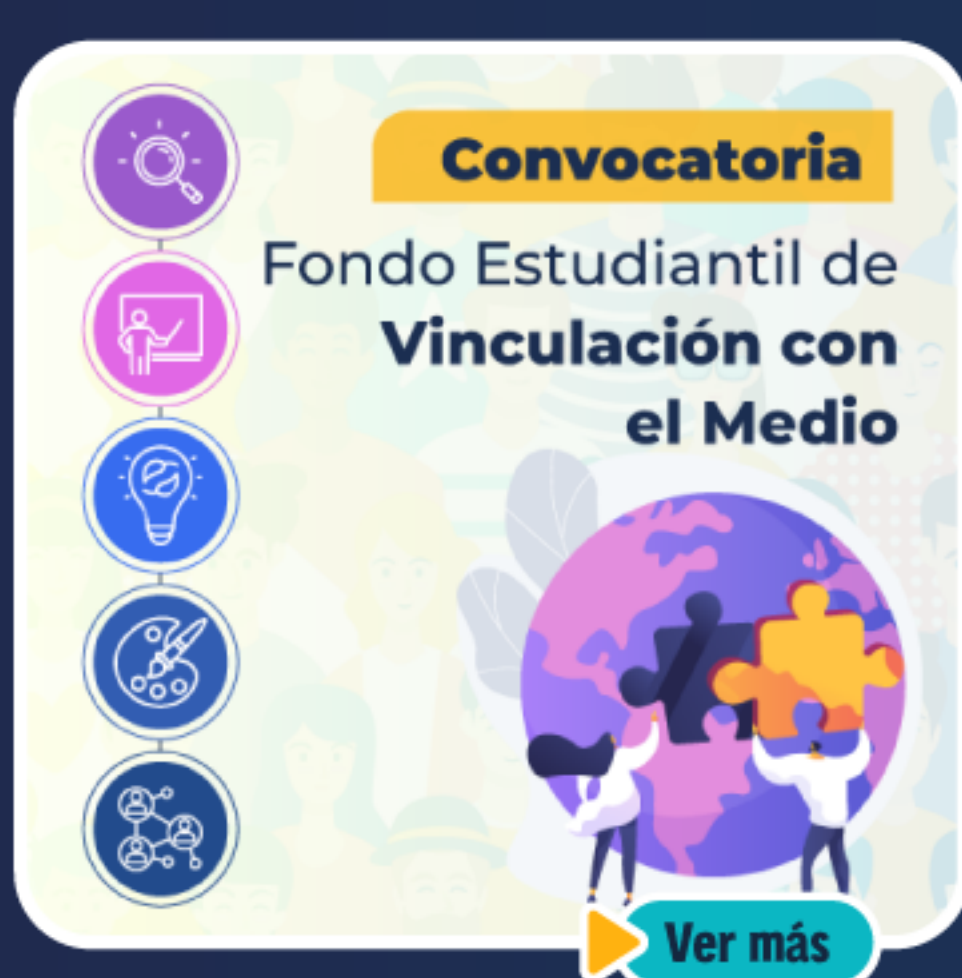 Convocatoria
Fondo Estudiantil de
Vinculación con
el Medio
Ver más